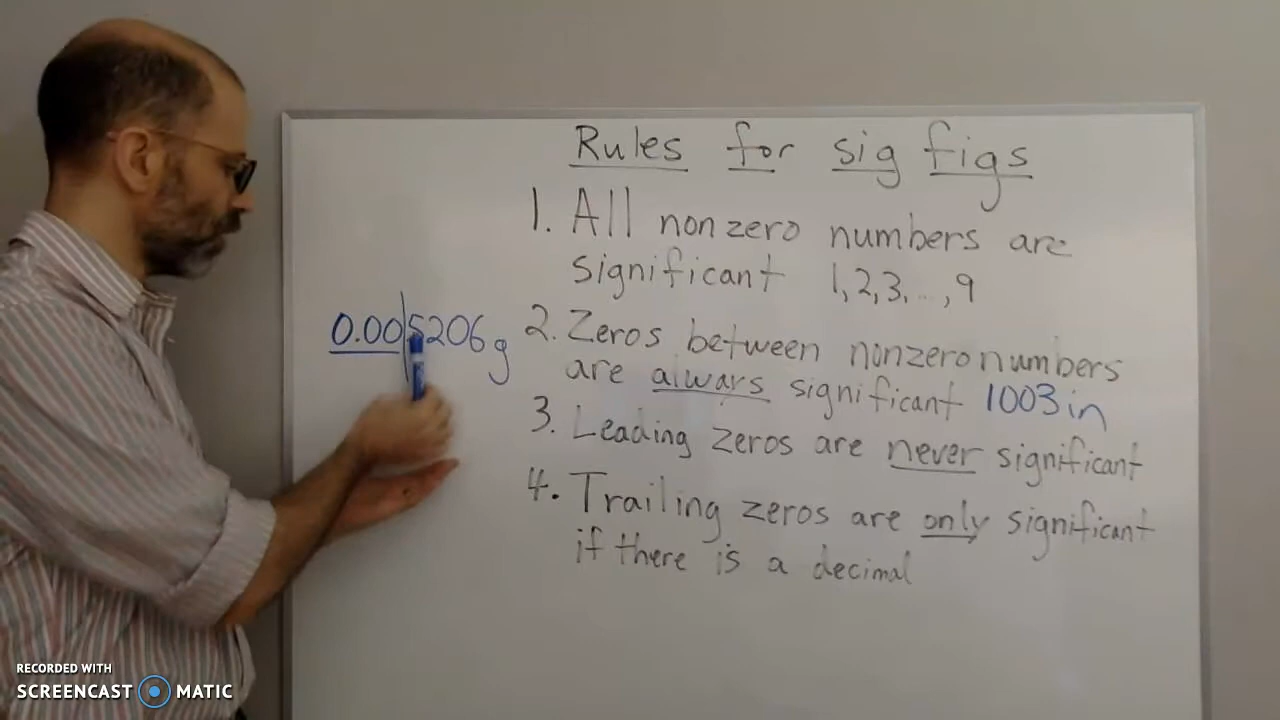 Rules for sig figs
1. All nonzero numbers are
significant 1,2,3,...,9
0.005206g
2. Zeros between nonzero numbers
are always significant 1003 in
3. Leading zeros are never significant
4. Trailing zeros are only significant
if there is a decimal
RECORDED WITH
SCREENCAST MATIC